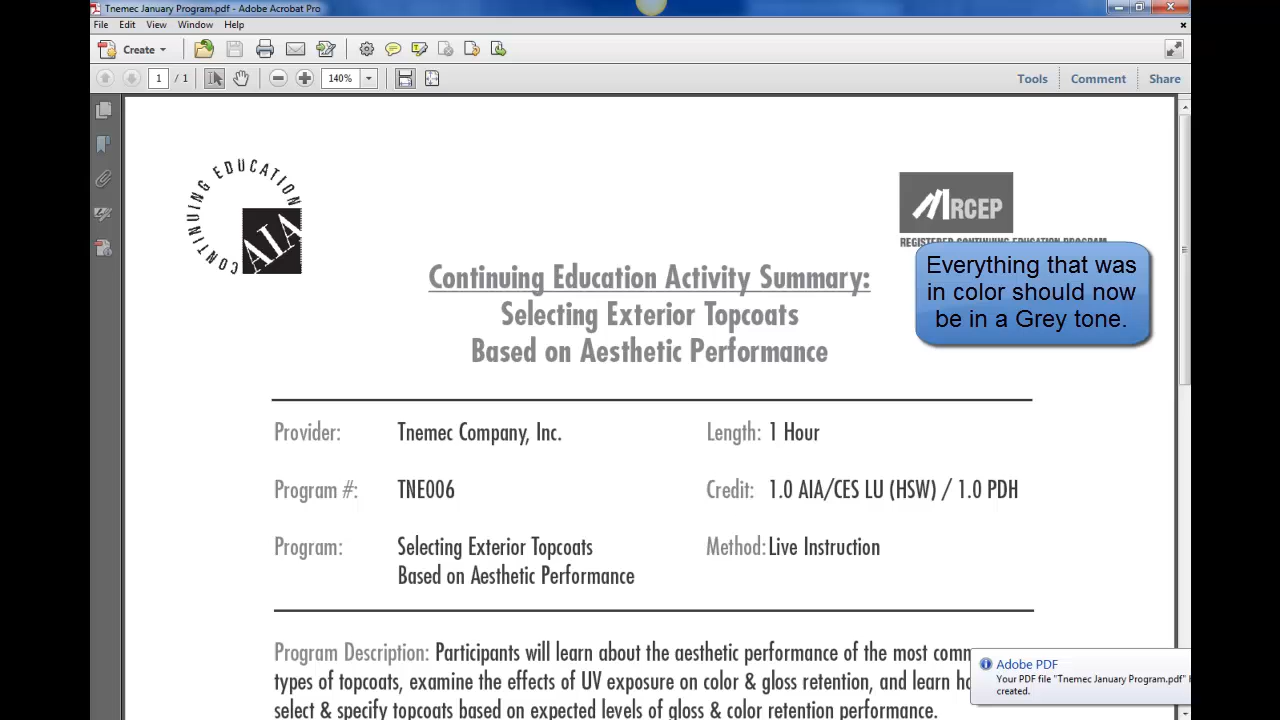 Tnemec January Program.pdf - Adobe Acrobat Pro
File Edit View Window Help
Create
1 / 1 140% Tools Comment Share
CONTINUING EDUCATION
AIA
RCEP
REGISTERED CONTINUING EDUCATION PROGRAM
Everything that was
in color should now
be in a Grey tone.
Continuing Education Activity Summary:
Selecting Exterior Topcoats
Based on Aesthetic Performance
Provider: Tnemec Company, Inc. Length: 1 Hour
Program #: TNE006 Credit: 1.0 AIA/CES LU (HSW) / 1.0 PDH
Program: Selecting Exterior Topcoats Method: Live Instruction
Based on Aesthetic Performance
Program Description: Participants will learn about the aesthetic performance of the most
types of topcoats, examine the effects of UV exposure on color & gloss retention, and learn
select & specify topcoats based on expected levels of gloss & color retention performance.
Adobe PDF
Your PDF file "Tnemec January Program.pdf"
created.